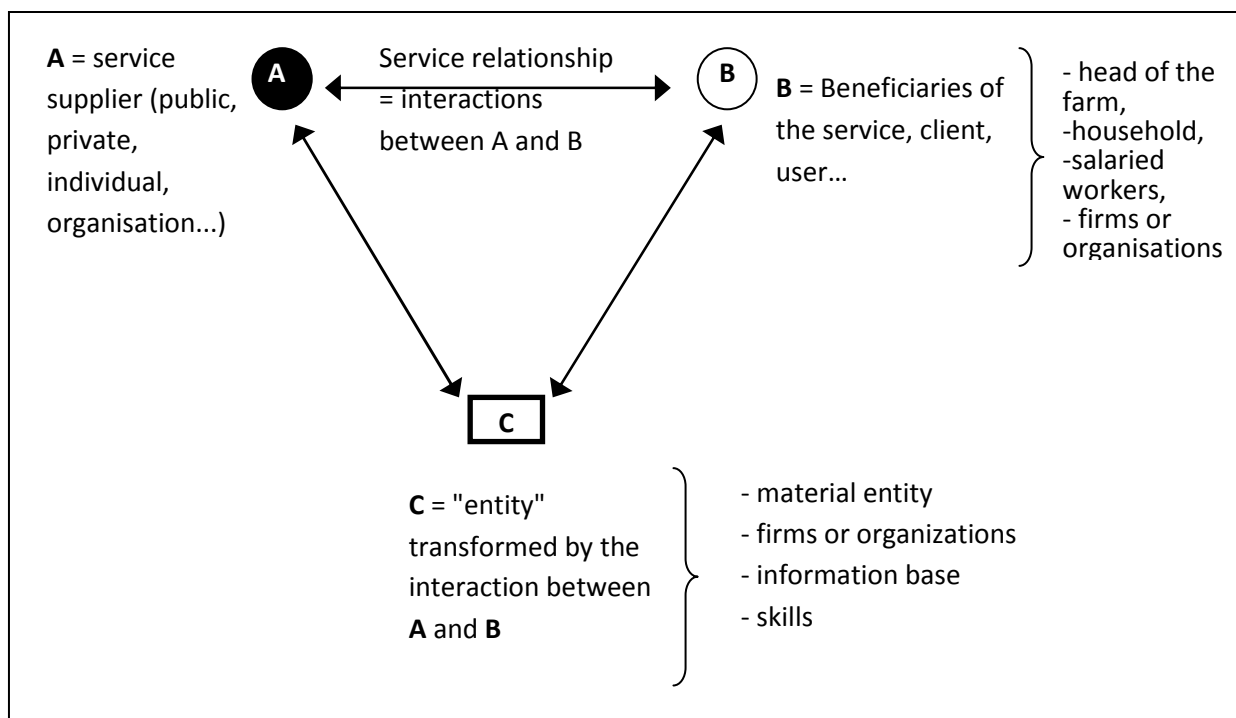 A = service
supplier (public,
private,
individual,
organisation...)
A
Service relationship
= interactions
between A and B
B
B = Beneficiaries of
the service, client,
user...
- head of the
farm,
-household,
-salaried
workers,
- firms or
organisations
C
C = "entity"
transformed by the
interaction between
A and B
- material entity
- firms or organizations
- information base
- skills